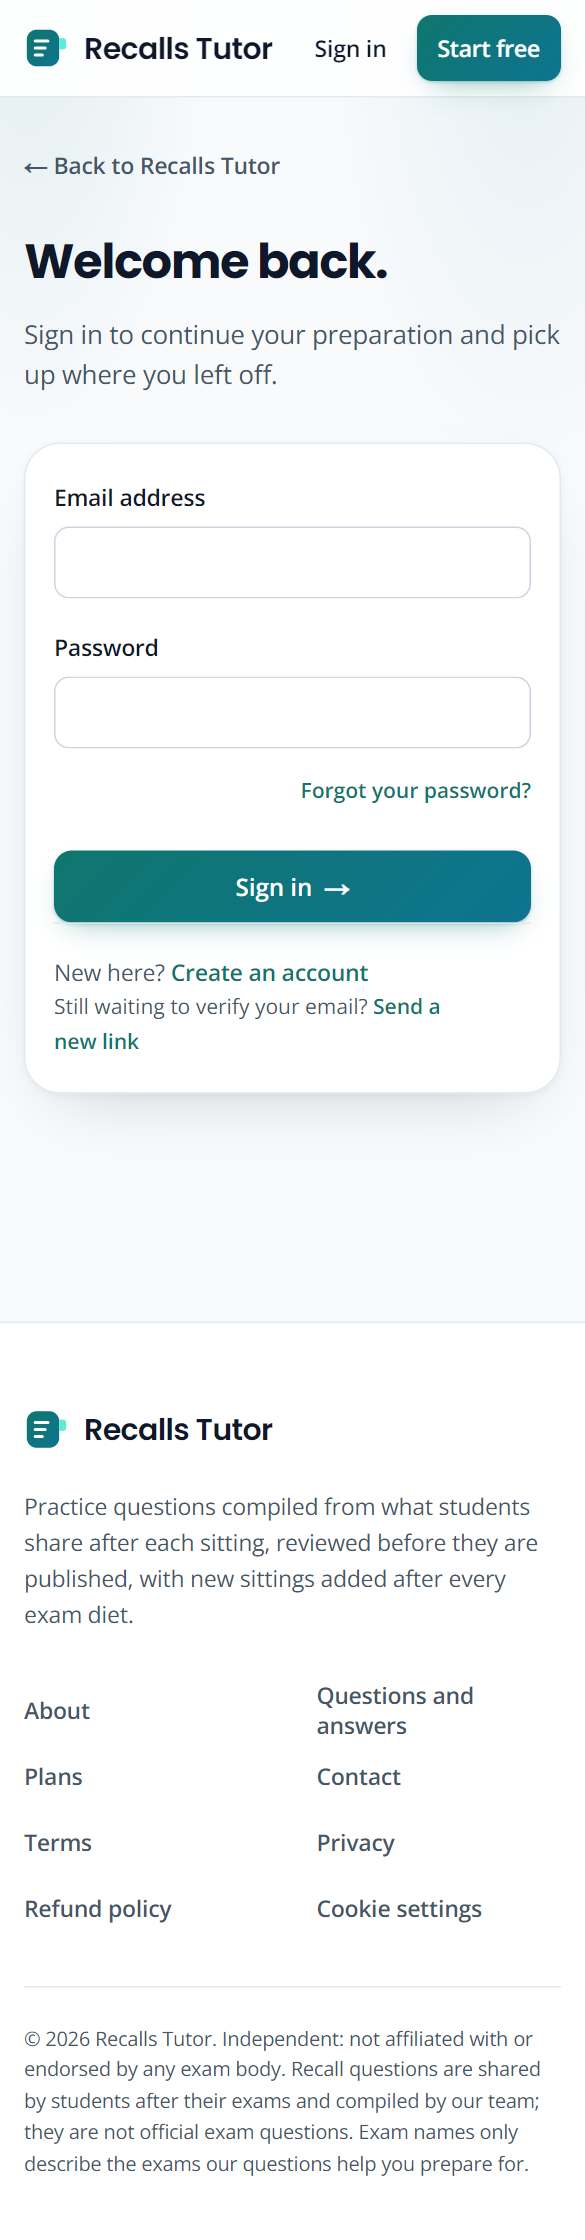 Recalls Tutor
Sign in
Start free
← Back to Recalls Tutor
Welcome back.
Sign in to continue your preparation and pick
up where you left off.
Email address
Password
Forgot your password?
Sign in →
New here? Create an account
Still waiting to verify your email? Send a
new link
Recalls Tutor
Practice questions compiled from what students
share after each sitting, reviewed before they are
published, with new sittings added after every
exam diet.
About
Questions and
answers
Plans
Contact
Terms
Privacy
Refund policy
Cookie settings
© 2026 Recalls Tutor. Independent: not affiliated with or
endorsed by any exam body. Recall questions are shared
by students after their exams and compiled by our team;
they are not official exam questions. Exam names only
describe the exams our questions help you prepare for.